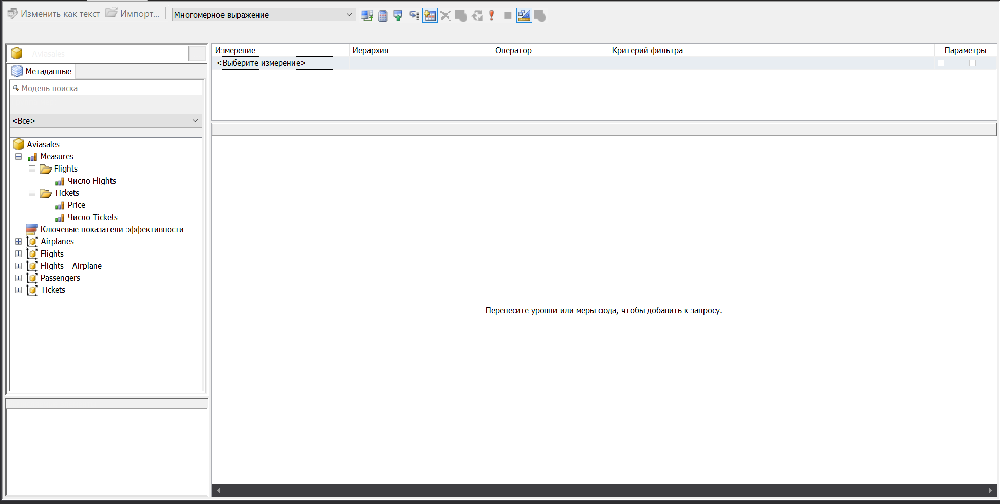 Изменить как текст Импорт... Многомерное выражение
Aviasales
Метаданные
Модель поиска
<Все>
Aviasales
Measures
Flights
Число Flights
Tickets
Price
Число Tickets
Ключевые показатели эффективности
Airplanes
Flights
Flights - Airplane
Passengers
Tickets
Измерение Иерархия Оператор Критерий фильтра Параметры
<Выберите измерение>
Перенесите уровни или меры сюда, чтобы добавить к запросу.